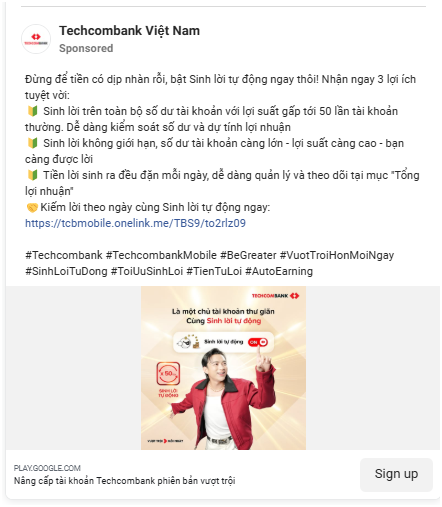 Techcombank Việt Nam
Sponsored
Đừng để tiền có dịp nhàn rỗi, bật Sinh lời tự động ngay thôi! Nhận ngay 3 lợi ích
tuyệt vời:
🔰 Sinh lời trên toàn bộ số dư tài khoản với lợi suất gấp tới 50 lần tài khoản
thường. Dễ dàng kiểm soát số dư và dự tính lợi nhuận
🔰 Sinh lời không giới hạn, số dư tài khoản càng lớn - lợi suất càng cao - bạn
càng được lời
🔰 Tiền lời sinh ra đều đặn mỗi ngày, dễ dàng quản lý và theo dõi tại mục "Tổng
lợi nhuận"
🤝Kiếm lời theo ngày cùng Sinh lời tự động ngay:
https://tcbmobile.onelink.me/TBS9/to2rlz09
#Techcombank #TechcombankMobile #BeGreater #VuotTroiHonMoiNgay
#SinhLoiTuDong #ToiUuSinhLoi #TienTuLoi #AutoEarning
TECHCOMBANK
Là một chủ tài khoản thư giãn
Cùng Sinh lời tự động
Sinh lời tự động ON
50
SINH LỜI
TỰ ĐỘNG
VƯỢT TRỘI HƠN MỖI NGÀY
PLAY.GOOGLE.COM
Nâng cấp tài khoản Techcombank phiên bản vượt trội
Sign up